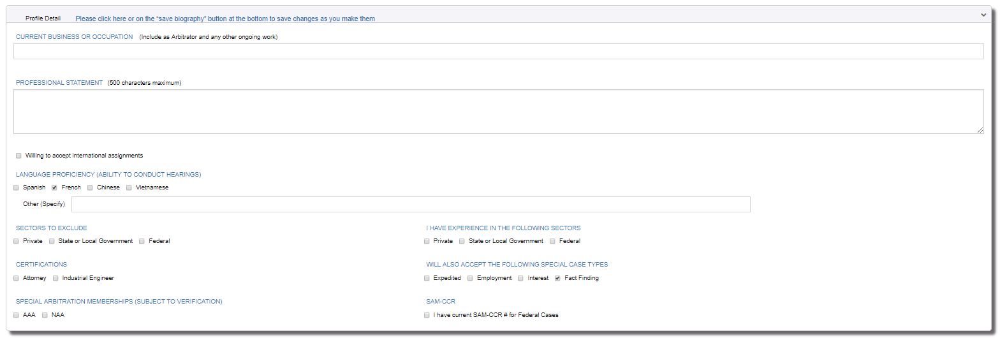 Profile Detail Please click here or on the “save biography” button at the bottom to save changes as you make them
CURRENT BUSINESS OR OCCUPATION (Include as Arbitrator and any other ongoing work)
PROFESSIONAL STATEMENT (500 characters maximum)
Willing to accept international assignments
LANGUAGE PROFICIENCY (ABILITY TO CONDUCT HEARINGS)
Spanish French Chinese Vietnamese
Other (Specify)
SECTORS TO EXCLUDE
Private State or Local Government Federal
I HAVE EXPERIENCE IN THE FOLLOWING SECTORS
Private State or Local Government Federal
CERTIFICATIONS
Attorney Industrial Engineer
WILL ALSO ACCEPT THE FOLLOWING SPECIAL CASE TYPES
Expedited Employment Interest Fact Finding
SPECIAL ARBITRATION MEMBERSHIPS (SUBJECT TO VERIFICATION)
AAA NAA
SAM-CCR
I have current SAM-CCR # for Federal Cases